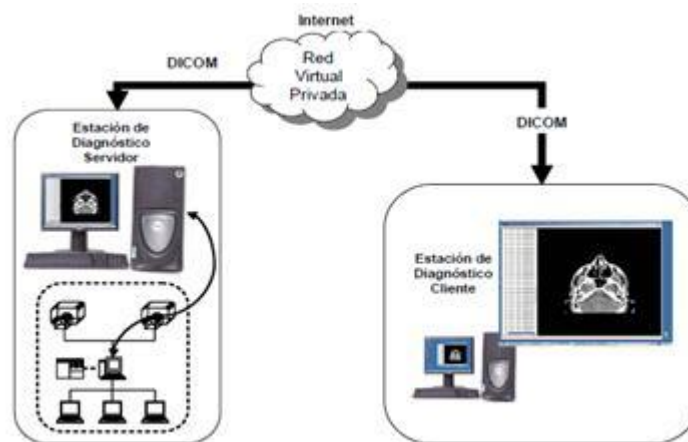 Internet
DICOM
Red
Virtual
Privada
DICOM
Estación de
Diagnóstico
Servidor
Estación de
Diagnóstico
Cliente